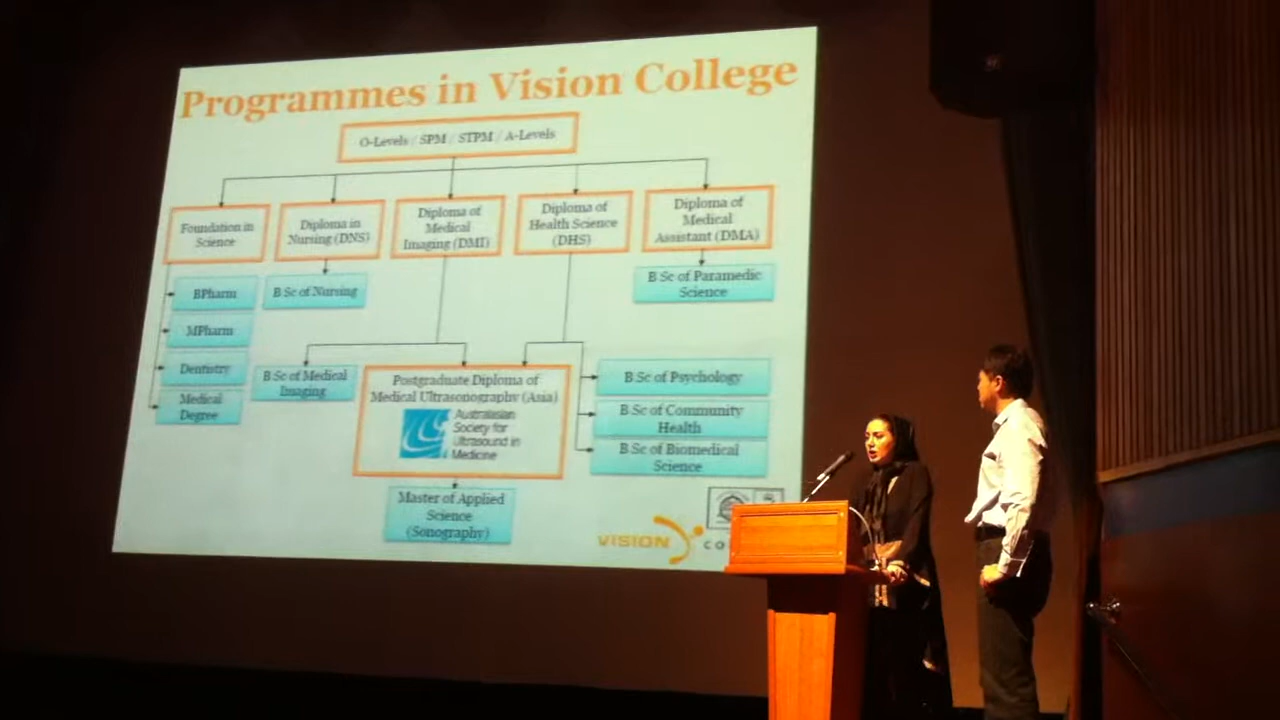 Programmes in Vision College
O-Levels / SPM / STPM / A-Levels
Foundation in
Science
Diploma in
Nursing (DNS)
Diploma of
Medical
Imaging (DMI)
Diploma of
Health Science
(DHS)
Diploma of
Medical
Assistant (DMA)
BPharm
MPharm
Dentistry
Medical
Degree
B Sc of Nursing
B Sc of Paramedic
Science
B Sc of Medical
Imaging
Postgraduate Diploma of
Medical Ultrasonography (Asia)
Australasian
Society for
Ultrasound in
Medicine
B Sc of Psychology
B Sc of Community
Health
B Sc of Biomedical
Science
Master of Applied
Science
(Sonography)
VISION CO